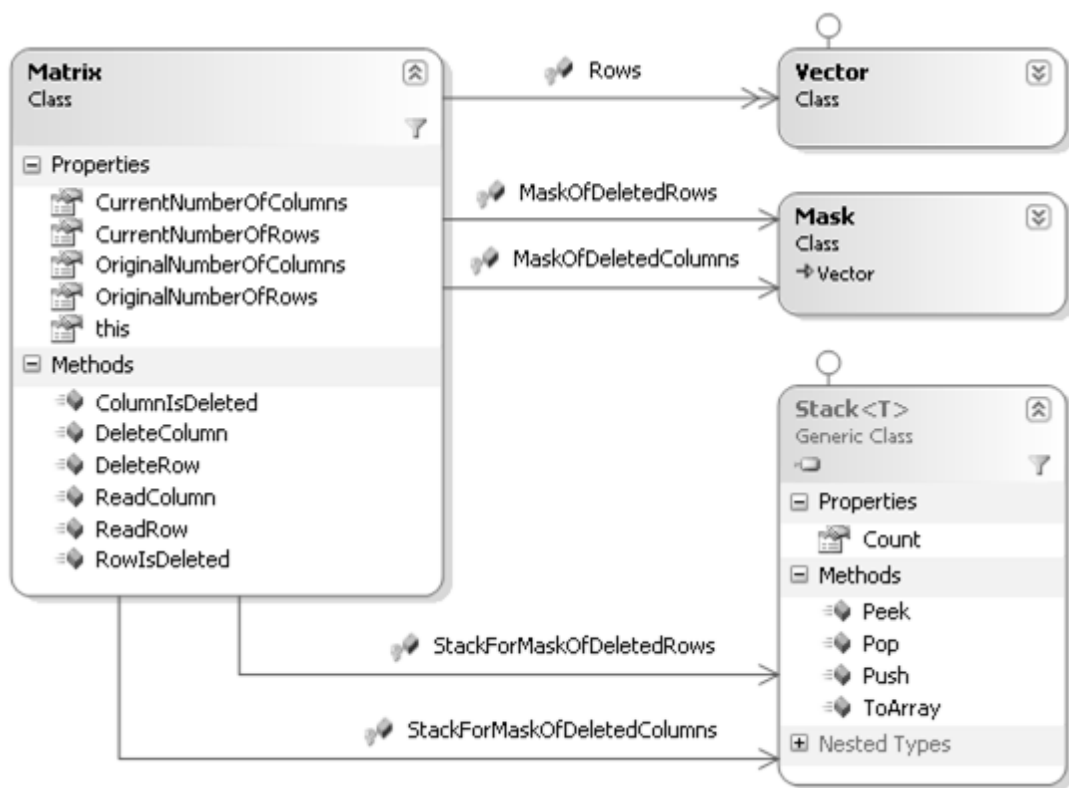 Matrix
Class
Properties
CurrentNumberOfColumns
CurrentNumberOfRows
OriginalNumberOfColumns
OriginalNumberOfRows
this
Methods
ColumnIsDeleted
DeleteColumn
DeleteRow
ReadColumn
ReadRow
RowIsDeleted
Rows
MaskOfDeletedRows
MaskOfDeletedColumns
StackForMaskOfDeletedRows
StackForMaskOfDeletedColumns
Vector
Class
Mask
Class
Vector
Stack<T>
Generic Class
Properties
Count
Methods
Peek
Pop
Push
ToArray
Nested Types